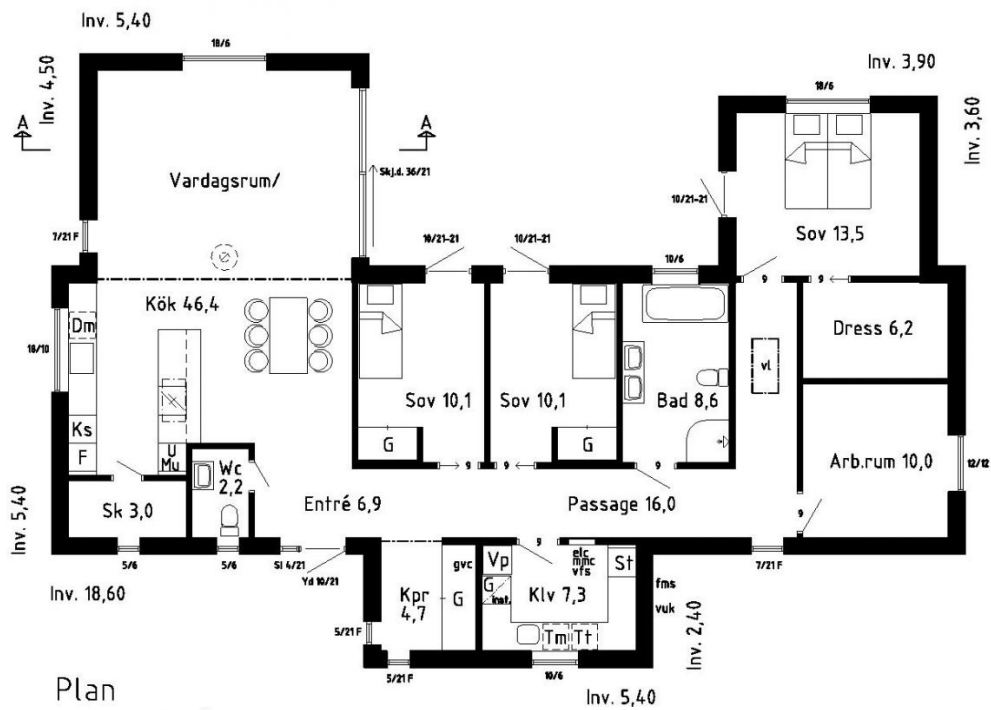 Inv. 5,40
18/6
Inv. 4,50
A
A
Inv. 3,90
18/6
Inv. 3,60
Vardagsrum/
Skj.d. 36/21
10/21-21
7/21 F
10/21-21
10/21-21
10/6
Sov 13,5
9
9
Kök 46,4
Dm
18/10
Ks
F
U
Mu
Sov 10,1
G
Sov 10,1
G
Bad 8,6
vl
Dress 6,2
Arb.rum 10,0
12/12
9
9
9
9
Wc
2,2
Sk 3,0
Entré 6,9
Passage 16,0
Inv. 5,40
5/6
5/6
Sl 4/21
Yd 10/21
7/21 F
Inv. 18,60
Kpr
4,7
gvc
G
5/21 F
5/21 F
9
Vp
G
inst.
elc
mmc
vfs
St
Klv 7,3
Tm
Tt
10/6
fms
vuk
Inv. 2,40
Inv. 5,40
Plan